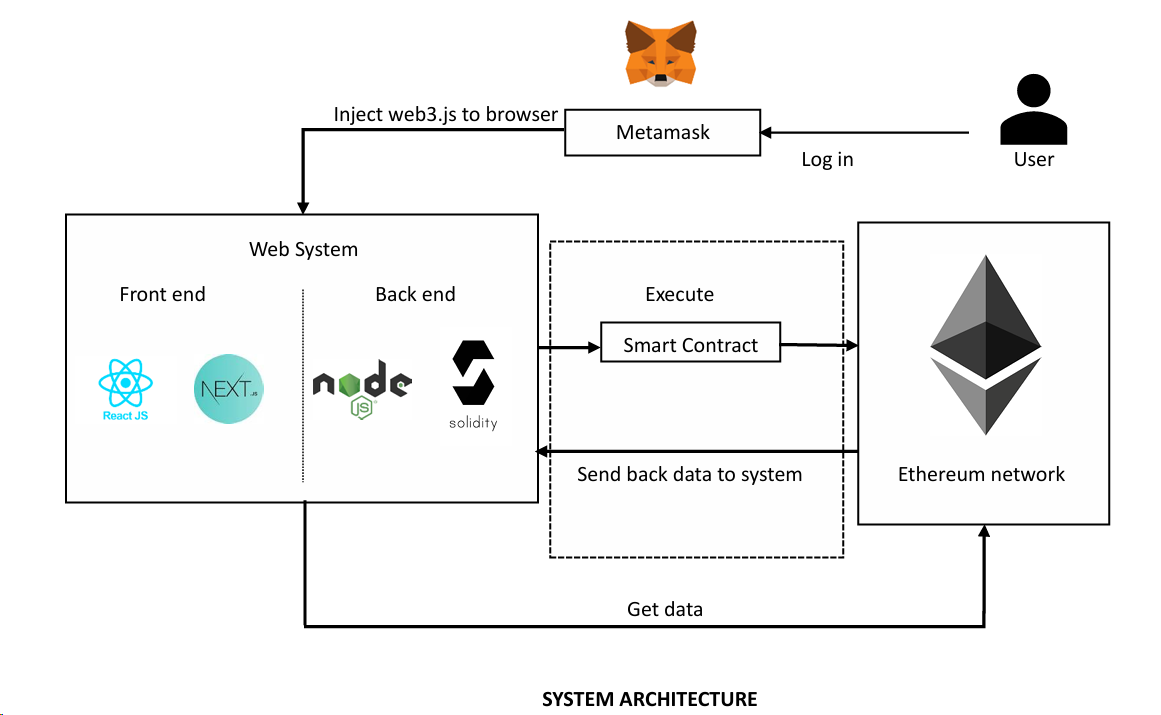 Inject web3.js to browser
Metamask
Log in
User
Web System
Front end
Back end
Execute
Smart Contract
React JS
NEXT.JS
node
JS
solidity
Send back data to system
Ethereum network
Get data
SYSTEM ARCHITECTURE